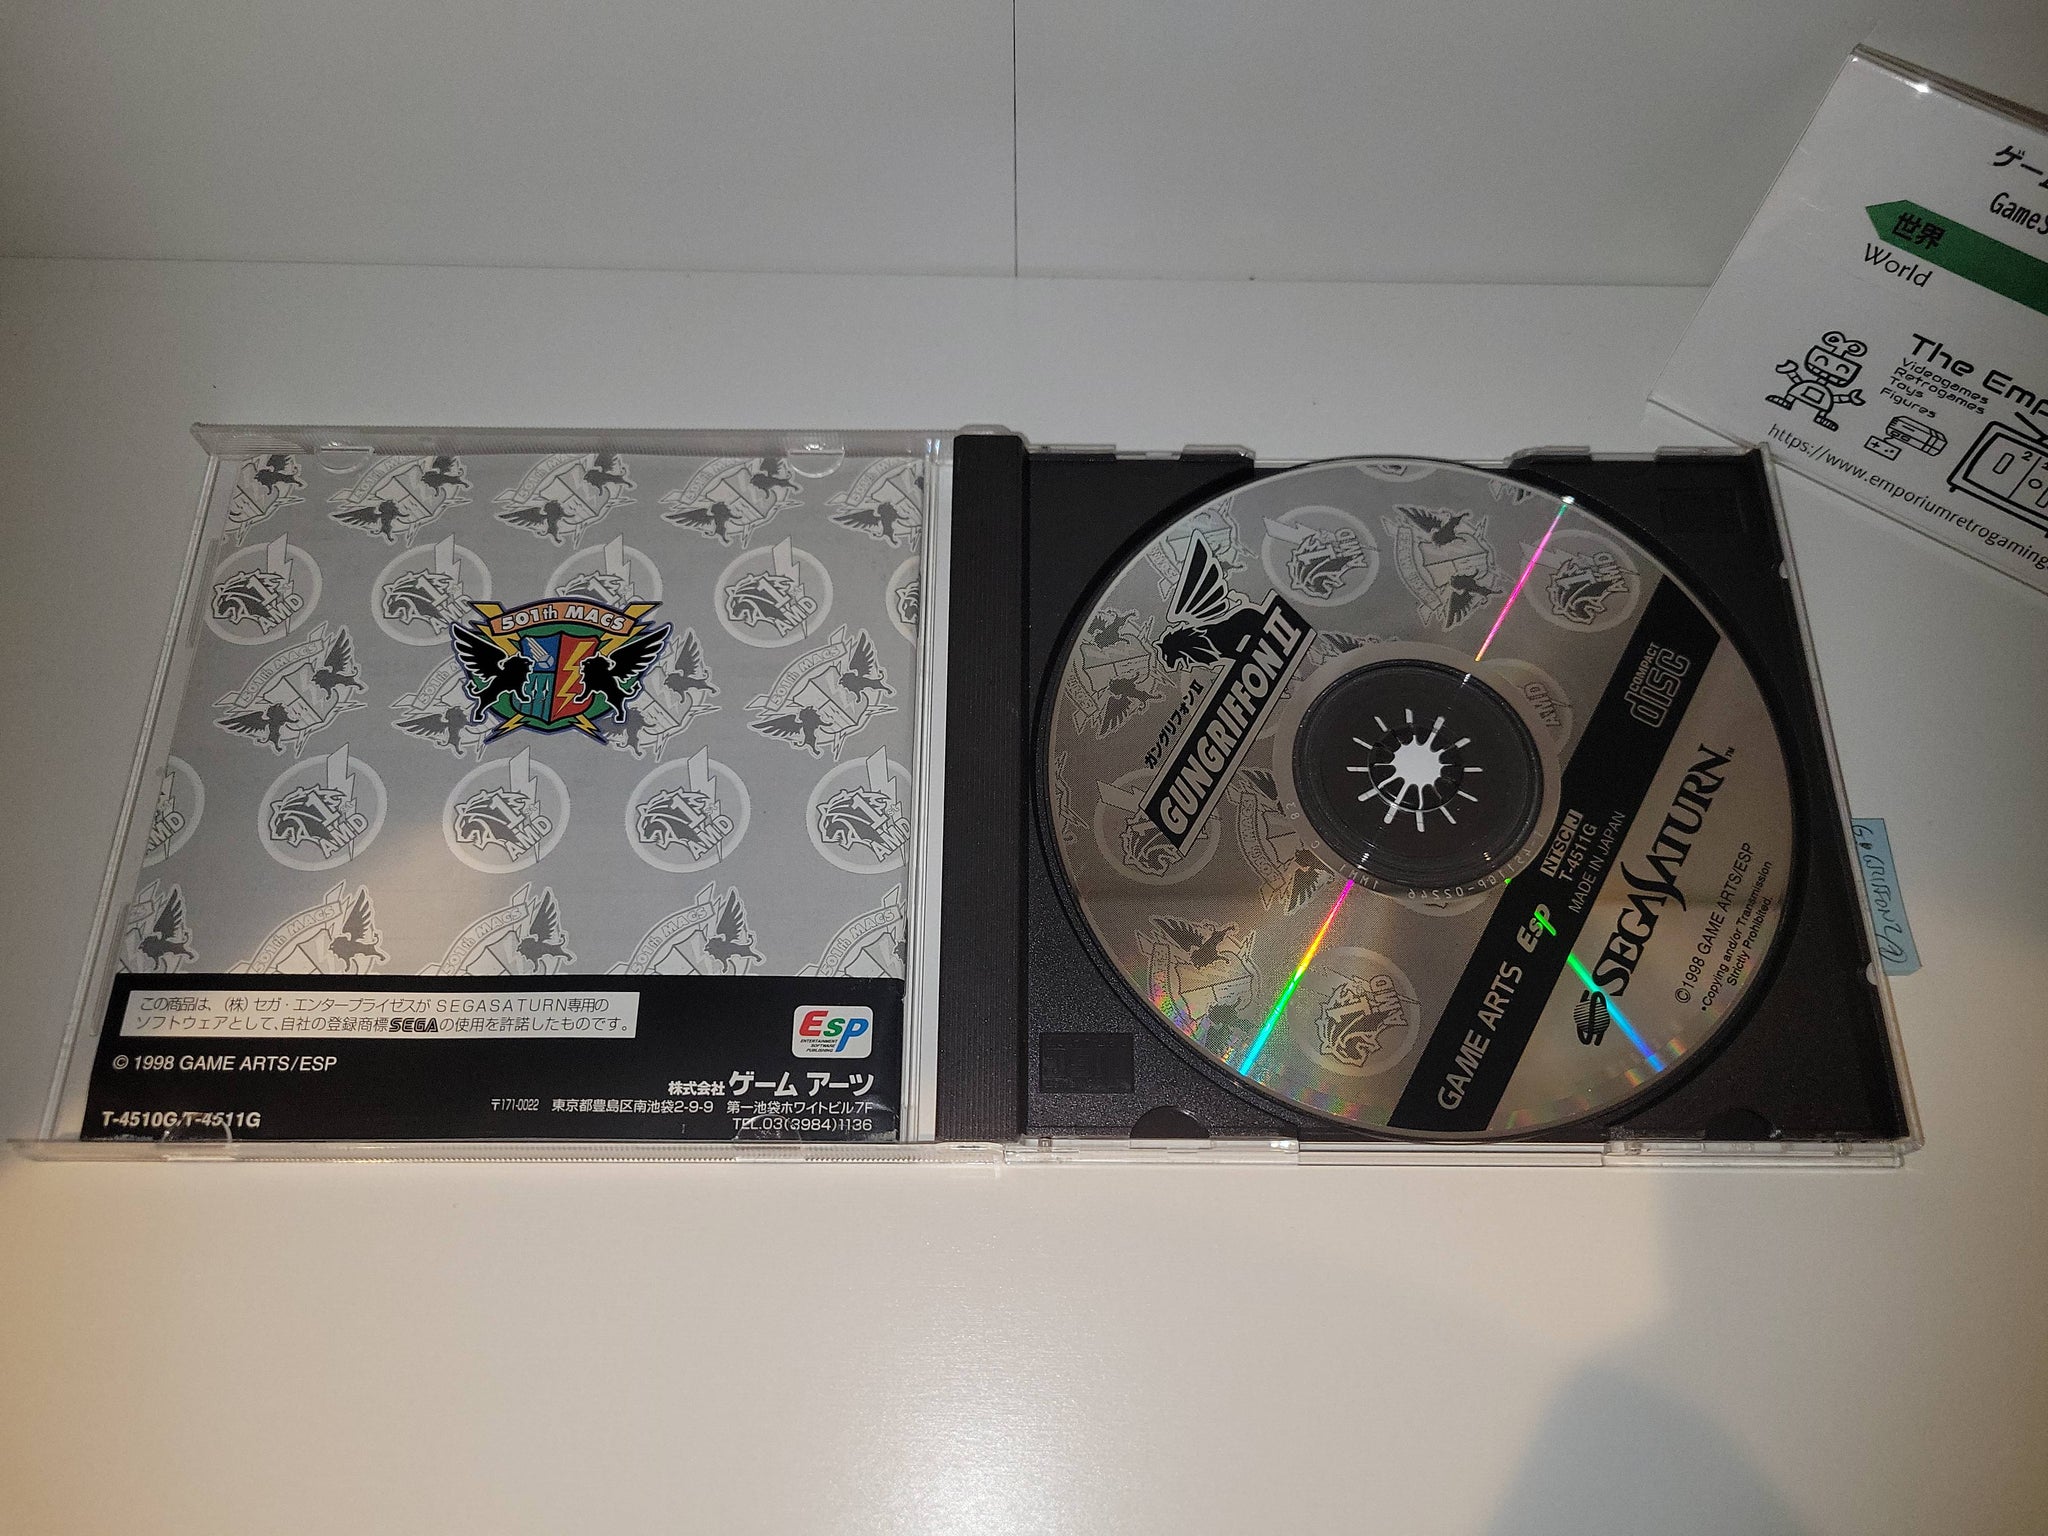 501th MACS
この商品は、(株)セガ・エンタープライゼスがSEGASATURN専用の
ソフトウェアとして、自社の登録商標SEGAの使用を許諾したものです。
© 1998 GAME ARTS/ESP
T-4510G/T-4511G
ESP
ENTERTAINMENT
SOFTWARE
PUBLISHING
株式会社 ゲームアーツ
〒171-0022 東京都豊島区南池袋2-9-9 第一池袋ホワイトビル7F
TEL.03(3984)1136
ガングリフォンII
GUNGRIFFON II
COMPACT
disc
NTSC J
T-4511G
MADE IN JAPAN
GAME ARTS ESP
SEGA SATURN™
© 1998 GAME ARTS/ESP
•Copying and/or Transmission
Strictly Prohibited.
ゲー
GameS
世界
World
The Emp
Videogames
Retrogames
Toys
Figures
https://www.emporiumretrogaming